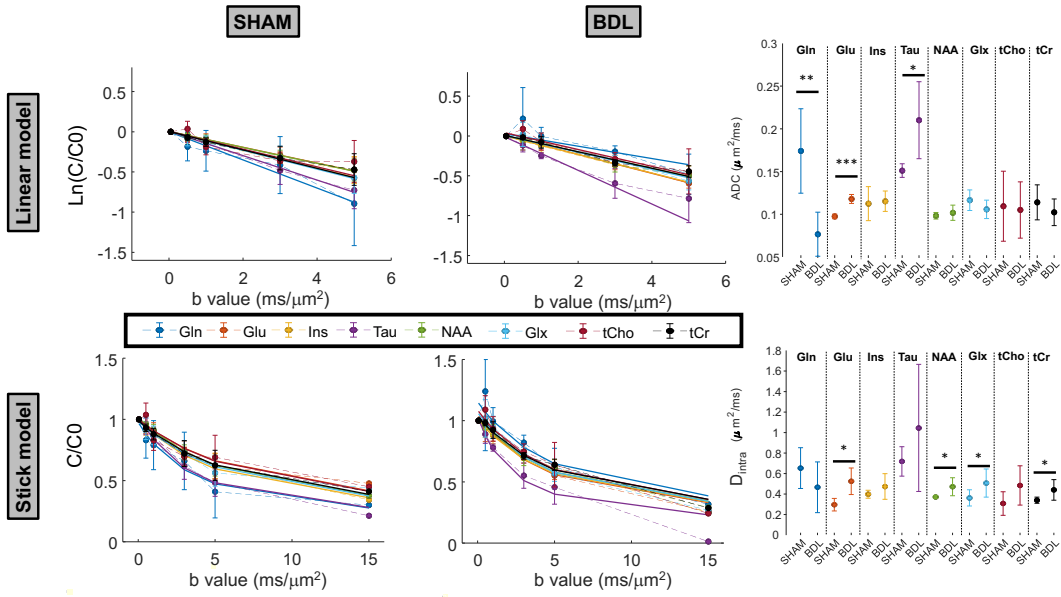 SHAM
BDL
Linear model
Ln(C/C0)
0.5
0
-0.5
-1
-1.5
0
2
4
6
b value (ms/μm²)
0.5
0
-0.5
-1
-1.5
0
2
4
6
b value (ms/μm²)
ADC (μ m²/ms)
0.3
0.25
0.2
0.15
0.1
0.05
Gln Glu Ins Tau NAA Glx tCho tCr
** *** *
SHAM BDL SHAM BDL SHAM BDL SHAM BDL SHAM BDL SHAM BDL SHAM BDL SHAM BDL
Gln Glu Ins Tau NAA Glx tCho tCr
Stick model
C/C0
1.5
1
0.5
0
0
5
10
15
b value (ms/μm²)
1.5
1
0.5
0
0
5
10
15
b value (ms/μm²)
D intra (μ m²/ms)
1.8
1.6
1.4
1.2
1.0
0.8
0.6
0.4
0.2
0
Gln Glu Ins Tau NAA Glx tCho tCr
* * * *
SHAM BDL SHAM BDL SHAM BDL SHAM BDL SHAM BDL SHAM BDL SHAM BDL SHAM BDL